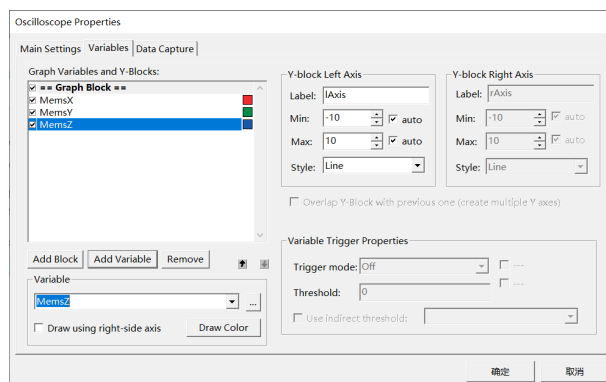 Oscilloscope Properties
Main Settings Variables Data Capture
Graph Variables and Y-Blocks:
== Graph Block ==
MemsX
MemsY
MemsZ
Add Block Add Variable Remove
Variable
MemsZ ...
Draw using right-side axis Draw Color
Y-block Left Axis
Label: lAxis
Min: -10 auto
Max: 10 auto
Style: Line
Y-block Right Axis
Label: rAxis
Min: -10 auto
Max: 10 auto
Style: Line
Overlap Y-Block with previous one (create multiple Y axes)
Variable Trigger Properties
Trigger mode: Off ---
Threshold: 0 ---
Use indirect threshold:
确定 取消